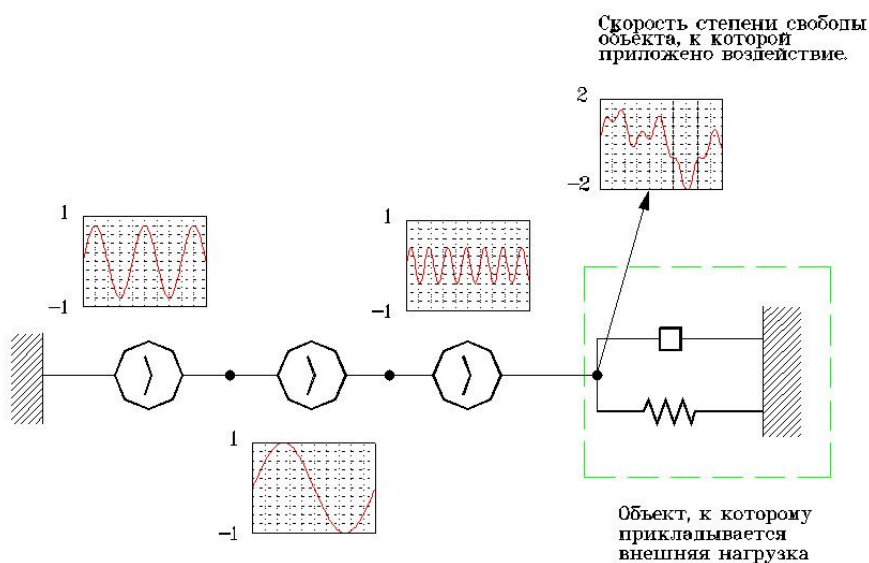 Скорость степени свободы
объекта, к которой
приложено воздействие.
2
-2
1
-1
1
-1
1
-1
Объект, к которому
прикладывается
внешняя нагрузка